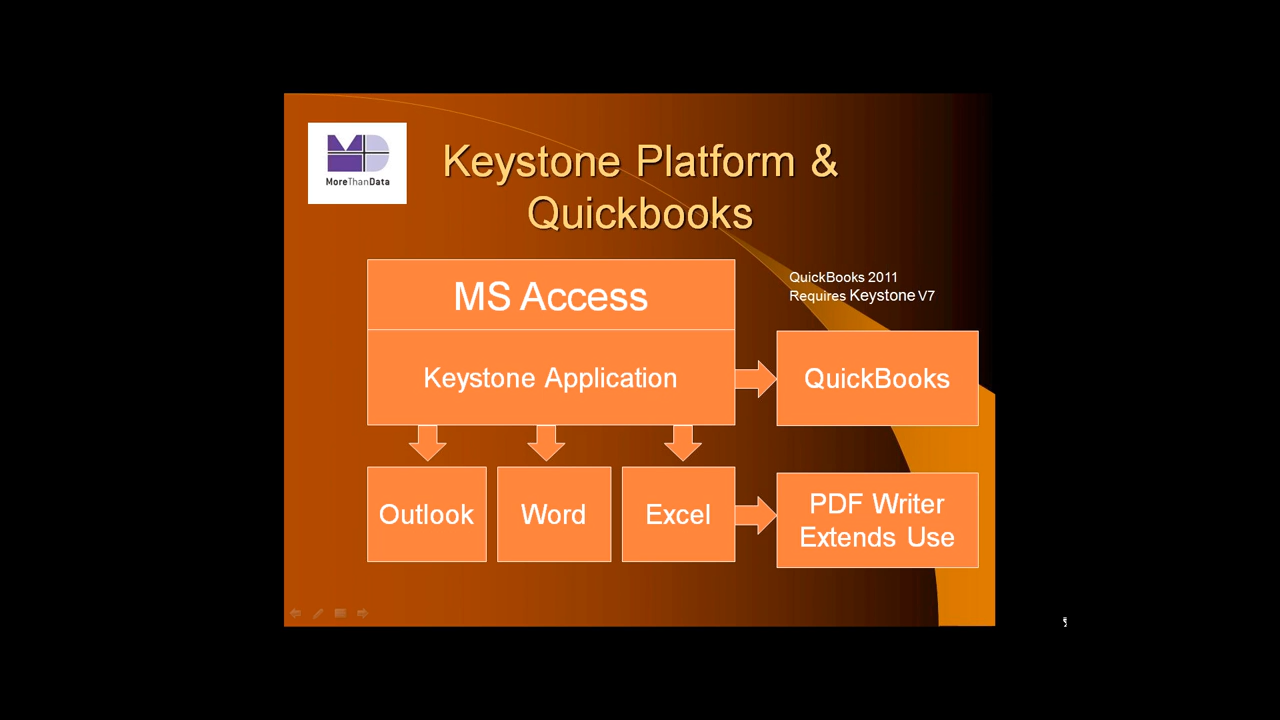 MoreThanData
Keystone Platform &
Quickbooks
MS Access
QuickBooks 2011
Requires Keystone V7
Keystone Application
QuickBooks
Outlook
Word
Excel
PDF Writer
Extends Use